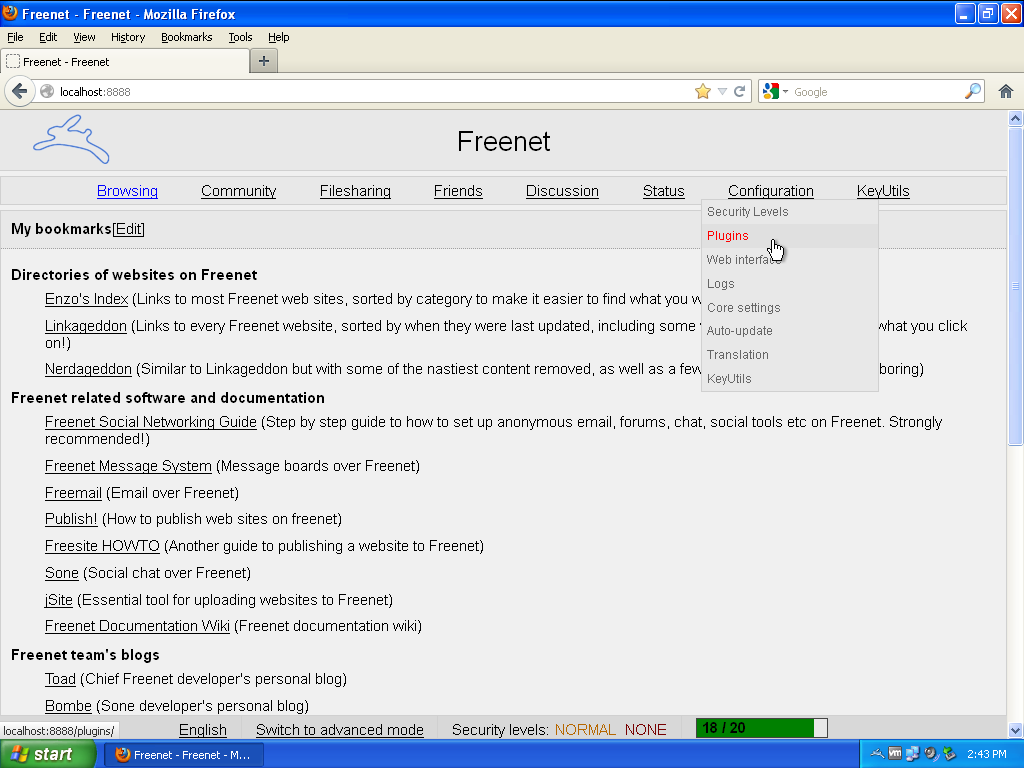 Freenet - Freenet - Mozilla Firefox
File Edit View History Bookmarks Tools Help
Freenet - Freenet
localhost:8888
Google
Freenet
Browsing Community Filesharing Friends Discussion Status Configuration KeyUtils
Security Levels
Plugins
Web interface
Logs
Core settings
Auto-update
Translation
KeyUtils
My bookmarks[Edit]
Directories of websites on Freenet
Enzo's Index (Links to most Freenet web sites, sorted by category to make it easier to find what you w
Linkageddon (Links to every Freenet website, sorted by when they were last updated, including some what you click
on!)
Nerdageddon (Similar to Linkageddon but with some of the nastiest content removed, as well as a few boring)
Freenet related software and documentation
Freenet Social Networking Guide (Step by step guide to how to set up anonymous email, forums, chat, social tools etc on Freenet. Strongly
recommended!)
Freenet Message System (Message boards over Freenet)
Freemail (Email over Freenet)
Publish! (How to publish web sites on freenet)
Freesite HOWTO (Another guide to publishing a website to Freenet)
Sone (Social chat over Freenet)
jSite (Essential tool for uploading websites to Freenet)
Freenet Documentation Wiki (Freenet documentation wiki)
Freenet team's blogs
Toad (Chief Freenet developer's personal blog)
Bombe (Sone developer's personal blog)
localhost:8888/plugins/
English Switch to advanced mode Security levels: NORMAL NONE 18 / 20
start Freenet - Freenet - M... vm 2:43 PM